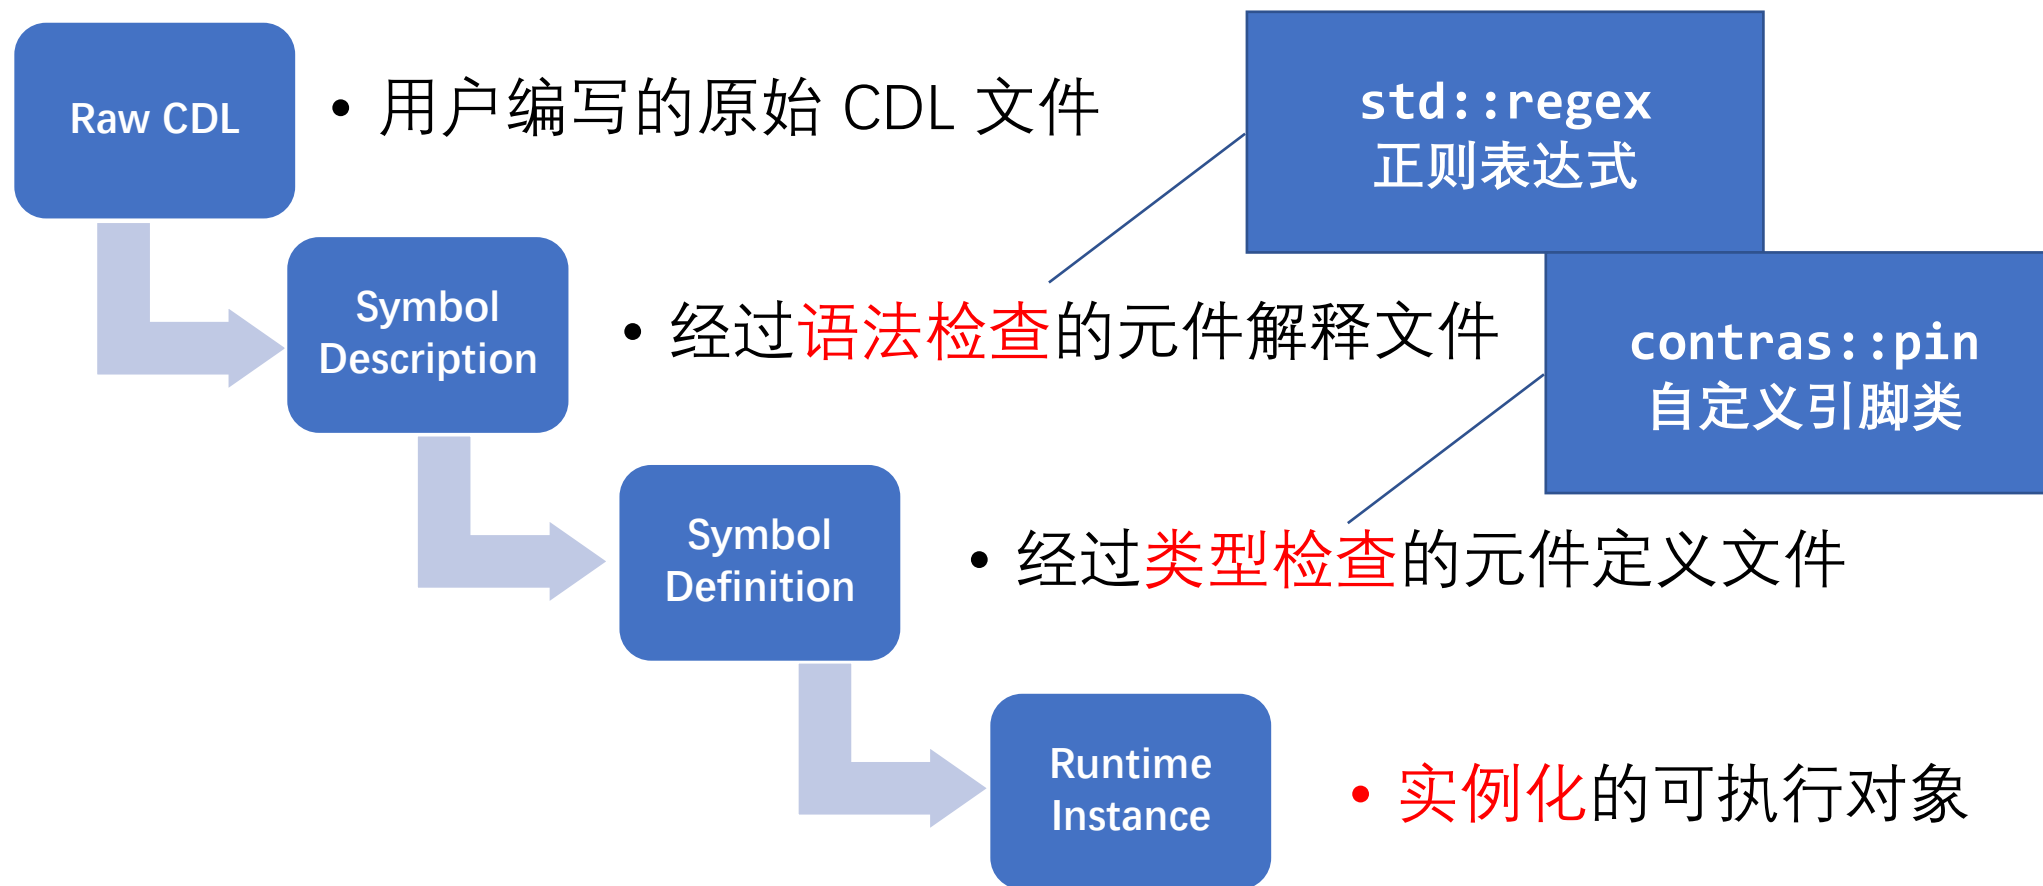 Raw CDL
• 用户编写的原始 CDL 文件
std::regex
正则表达式
Symbol
Description
• 经过语法检查的元件解释文件
contras::pin
自定义引脚类
Symbol
Definition
• 经过类型检查的元件定义文件
Runtime
Instance
• 实例化的可执行对象